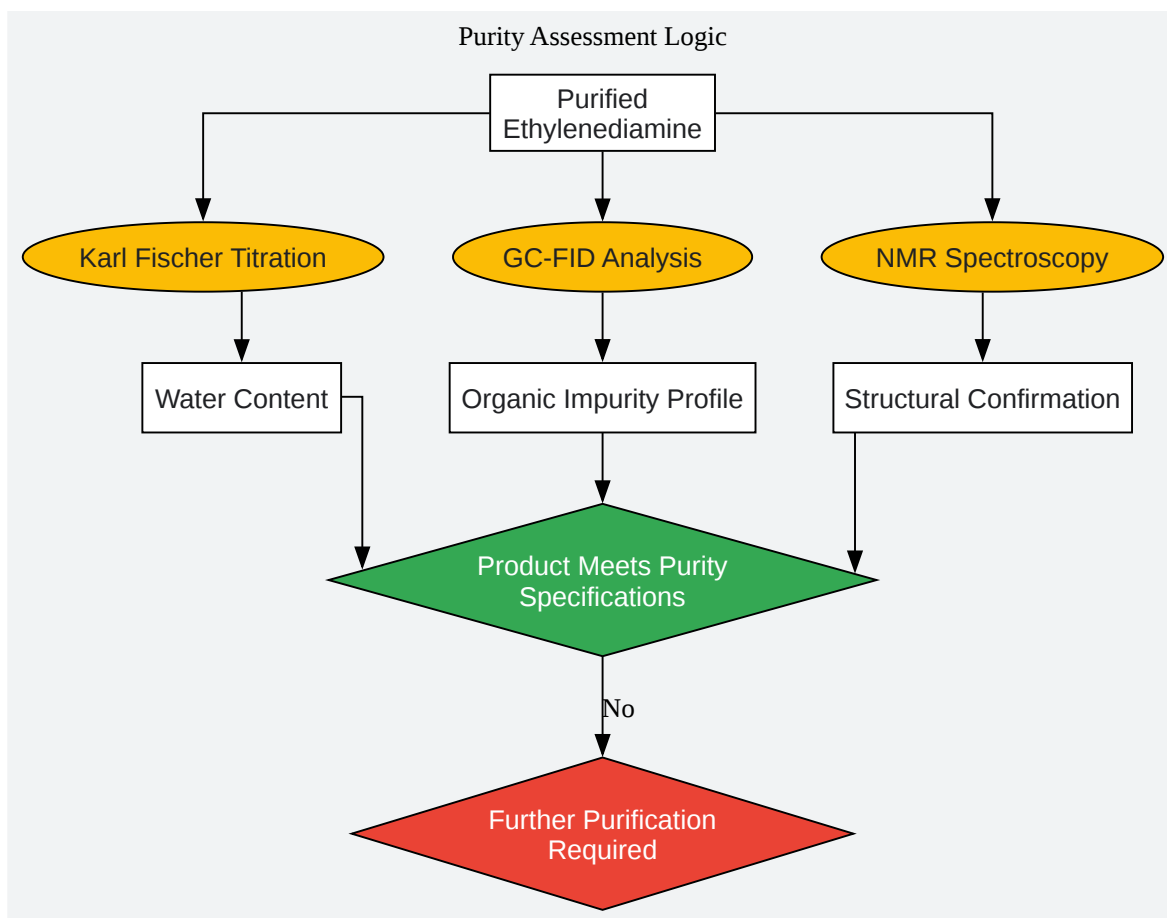 Purity Assessment Logic
Purified
Ethylenediamine
Karl Fischer Titration
GC-FID Analysis
NMR Spectroscopy
Water Content
Organic Impurity Profile
Structural Confirmation
Product Meets Purity
Specifications
No
Further Purification
Required